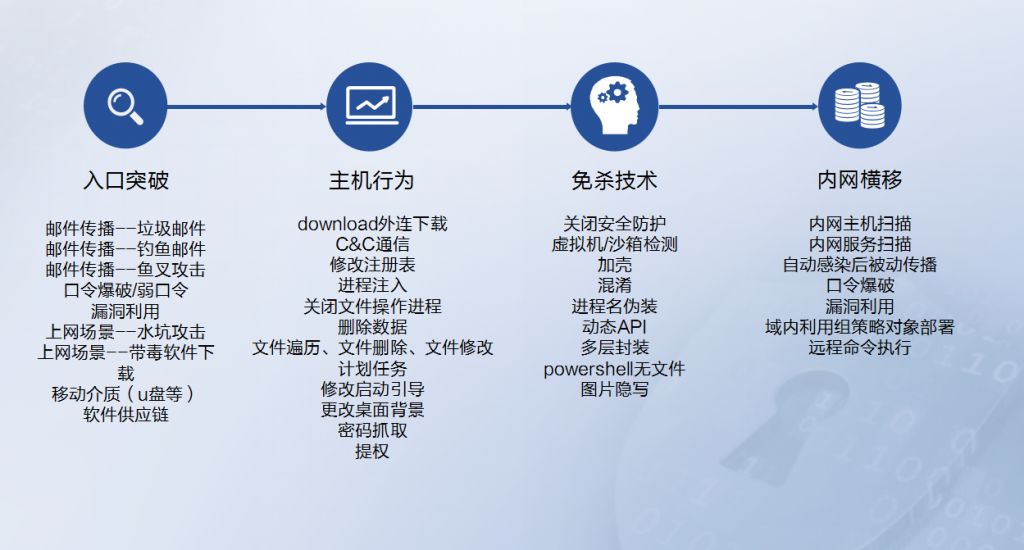 入口突破
邮件传播--垃圾邮件
邮件传播--钓鱼邮件
邮件传播--鱼叉攻击
口令爆破/弱口令
漏洞利用
上网场景--水坑攻击
上网场景--带毒软件下
载
移动介质（u盘等）
软件供应链
主机行为
download外连下载
C&C通信
修改注册表
进程注入
关闭文件操作进程
删除数据
文件遍历、文件删除、文件修改
计划任务
修改启动引导
更改桌面背景
密码抓取
提权
免杀技术
关闭安全防护
虚拟机/沙箱检测
加壳
混淆
进程名伪装
动态API
多层封装
powershell无文件
图片隐写
内网横移
内网主机扫描
内网服务扫描
自动感染后被动传播
口令爆破
漏洞利用
域内利用组策略对象部署
远程命令执行